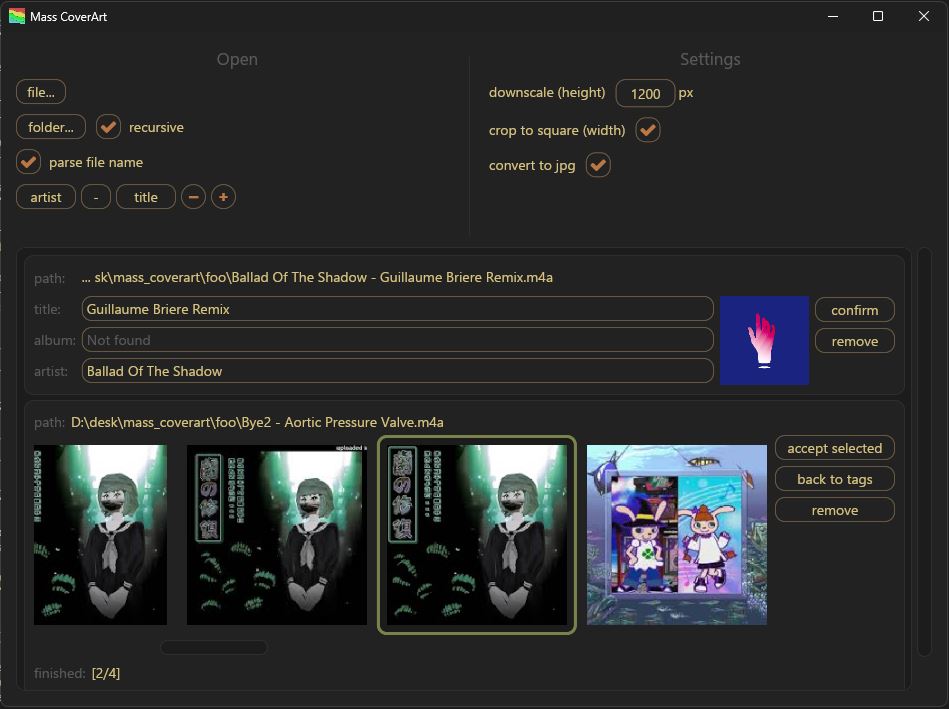 Mass CoverArt
Open
file...
folder... recursive
parse file name
artist - title − +
Settings
downscale (height) 1200 px
crop to square (width)
convert to jpg
path: ... sk\mass_coverart\foo\Ballad Of The Shadow - Guillaume Briere Remix.m4a
title: Guillaume Briere Remix
album: Not found
artist: Ballad Of The Shadow
confirm
remove
path: D:\desk\mass_coverart\foo\Bye2 - Aortic Pressure Valve.m4a
uploaded
accept selected
back to tags
remove
finished: [2/4]